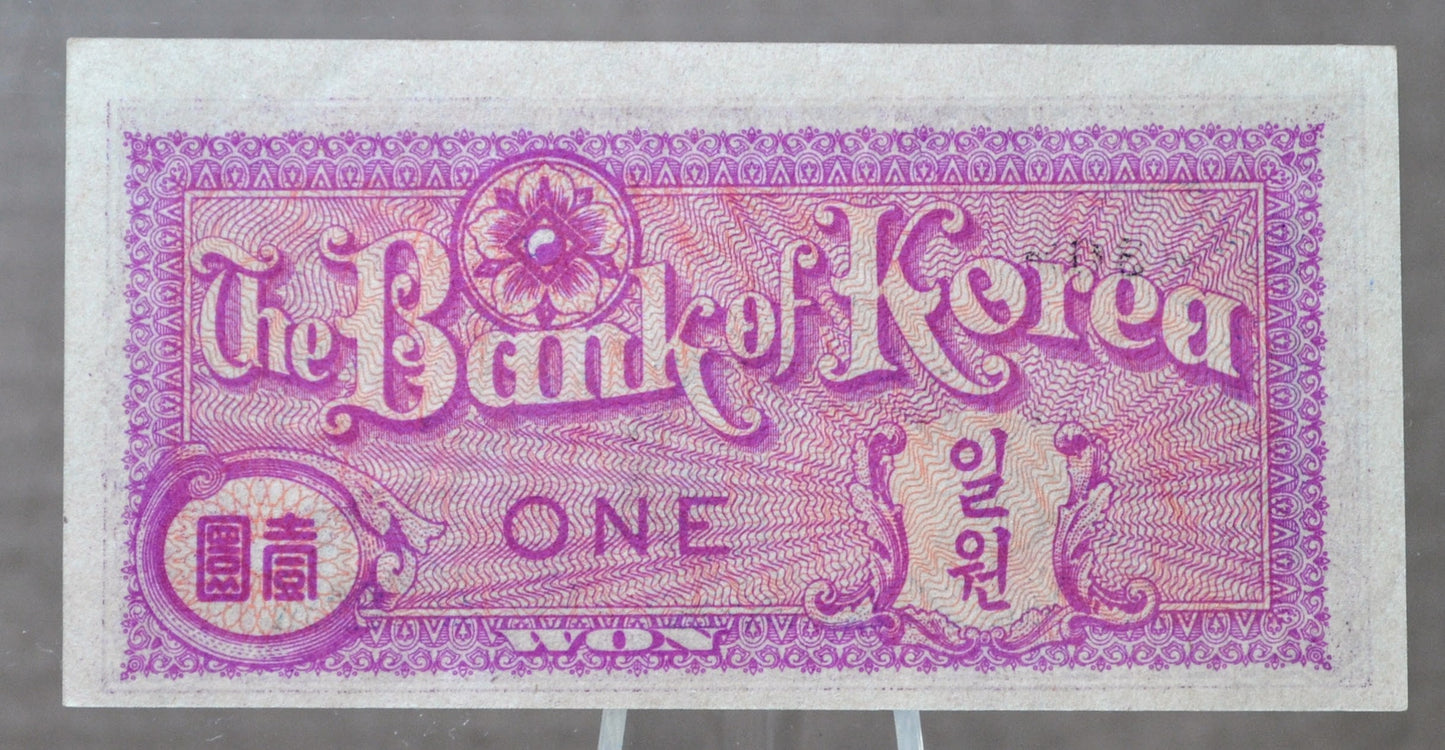 The Bank of Korea
일원
ONE
壹圓
WON